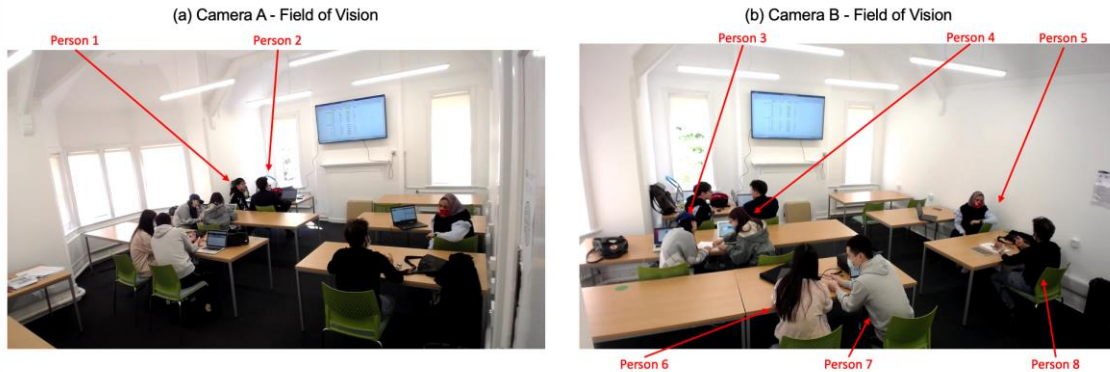 (a) Camera A - Field of Vision
(b) Camera B - Field of Vision
Person 1
Person 2
Person 3
Person 4
Person 5
Person 6
Person 7
Person 8